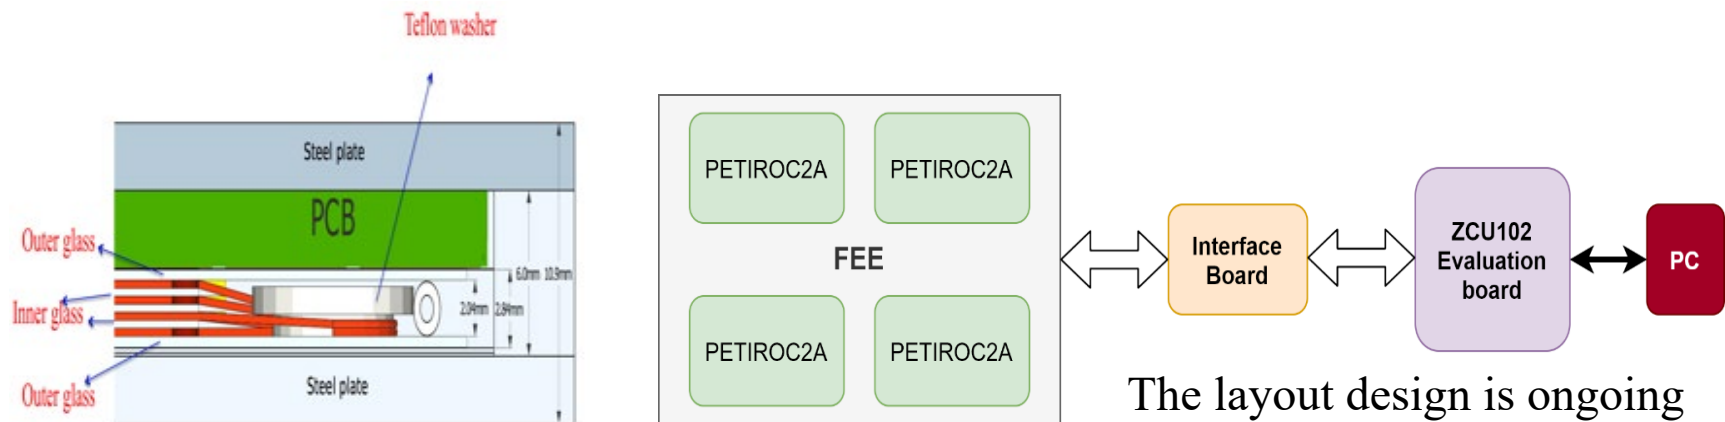 Teflon washer
Steel plate
PCB
Outer glass
Inner glass
Outer glass
6.0mm
10.9mm
2.04mm
2.84mm
Steel plate
PETIROC2A
PETIROC2A
FEE
PETIROC2A
PETIROC2A
Interface
Board
ZCU102
Evaluation
board
PC
The layout design is ongoing